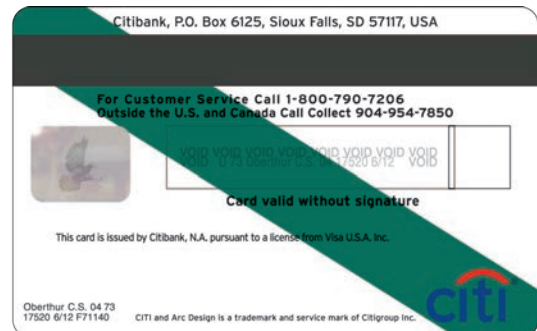 Citibank, P.O. Box 6125, Sioux Falls, SD 57117, USA
For Customer Service Call 1-800-790-7206
Outside the U.S. and Canada Call Collect 904-954-7850
VOID VOID VOID VOID VOID VOID VOID VOID
VOID D 73 Oberthur C.S. 04 17520 6/12 VOID
Card valid without signature
This card is issued by Citibank, N.A. pursuant to a license from Visa U.S.A. Inc.
Oberthur C.S. 04 73
17520 6/12 F71140
CITI and Arc Design is a trademark and service mark of Citigroup Inc.
citi